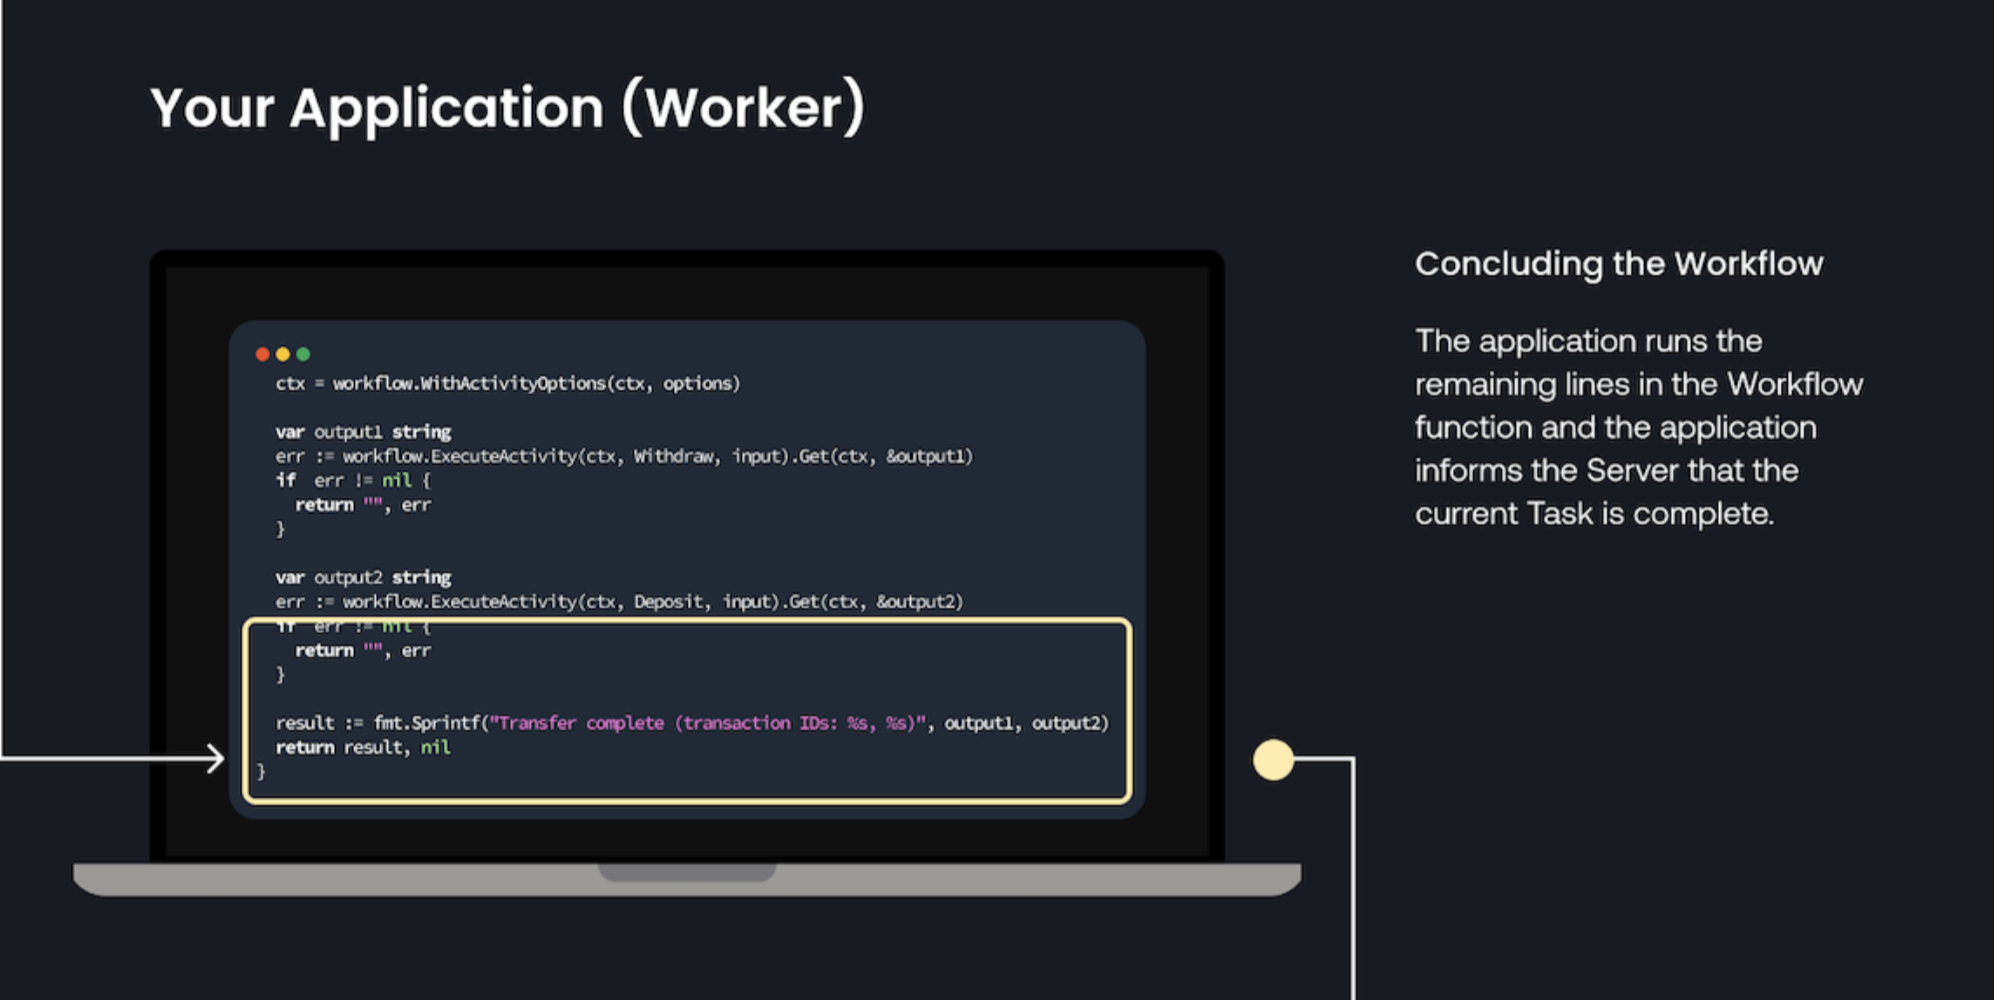 Your Application (Worker)
ctx = workflow.WithActivityOptions(ctx, options)
var output1 string
err := workflow.ExecuteActivity(ctx, Withdraw, input).Get(ctx, &output1)
if  err != nil {
return "", err
}
var output2 string
err := workflow.ExecuteActivity(ctx, Deposit, input).Get(ctx, &output2)
if  err != nil {
return "", err
}
result := fmt.Sprintf("Transfer complete (transaction IDs: %s, %s)", output1, output2)
return result, nil
}
Concluding the Workflow
The application runs the
remaining lines in the Workflow
function and the application
informs the Server that the
current Task is complete.